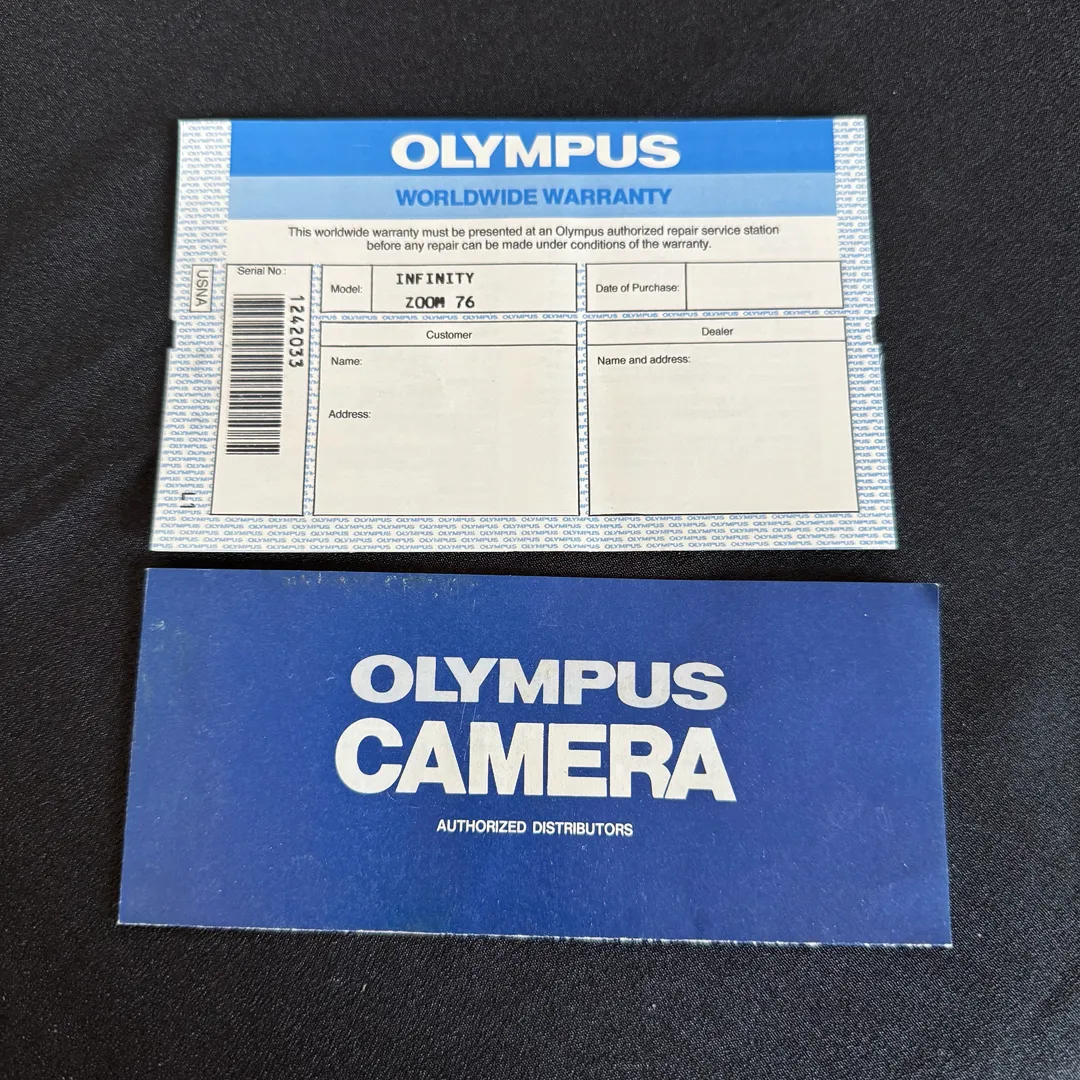 OLYMPUS
WORLDWIDE WARRANTY
This worldwide warranty must be presented at an Olympus authorized repair service station
before any repair can be made under conditions of the warranty.
USNA
Serial No:
1242033
L1
Model:
INFINITY
ZOOM 76
Date of Purchase:
Customer
Name:
Address:
Dealer
Name and address:
OLYMPUS
CAMERA
AUTHORIZED DISTRIBUTORS